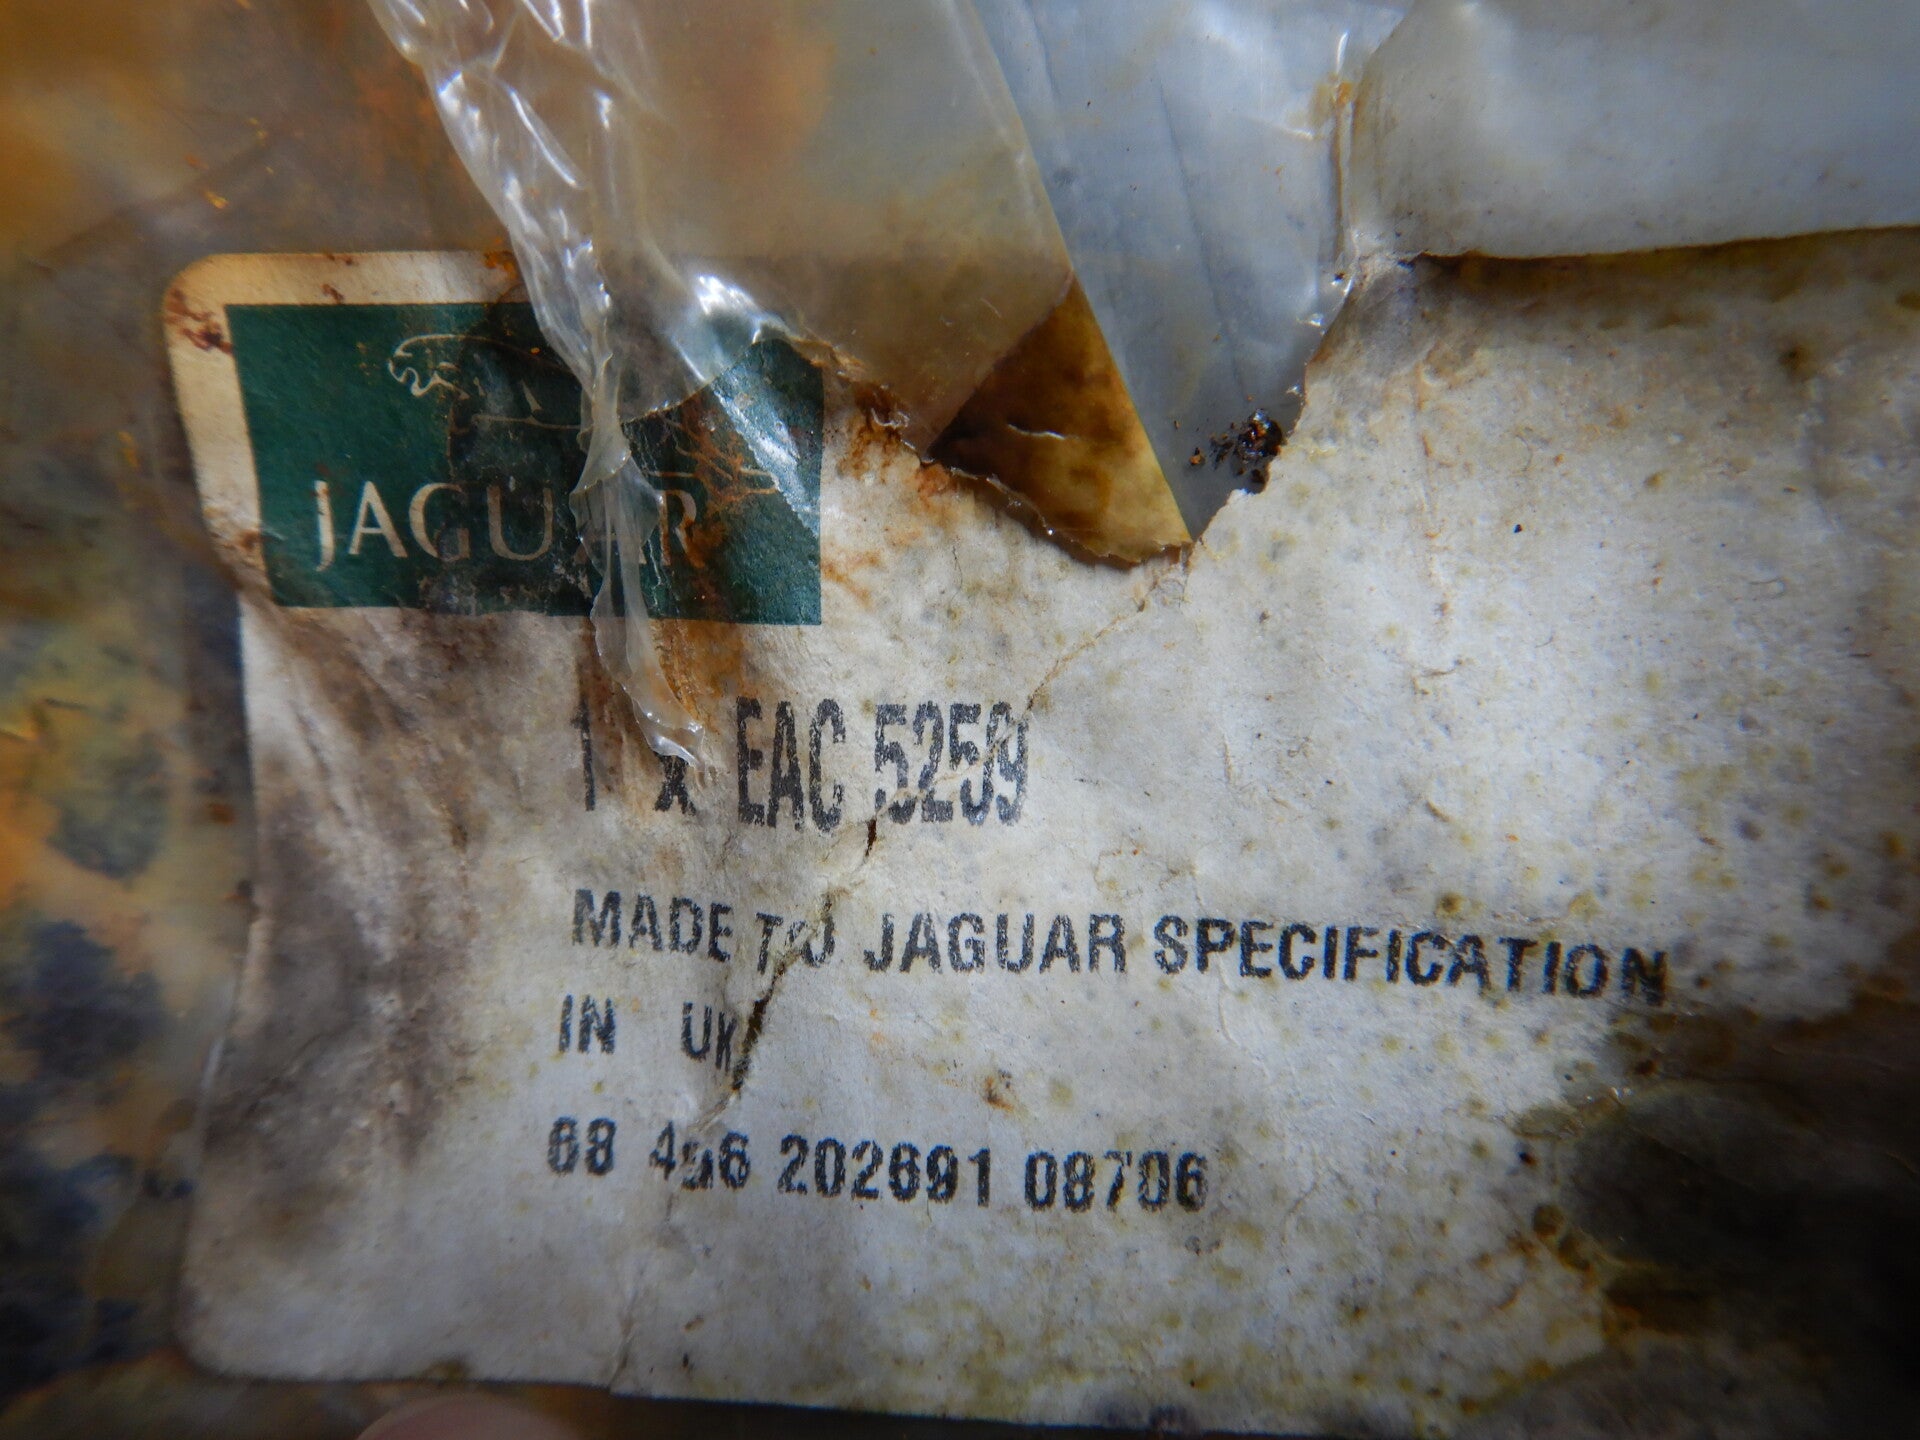 JAGUAR
1 x EAC 5259
MADE TO JAGUAR SPECIFICATION
IN UK
68 456 202691 08706